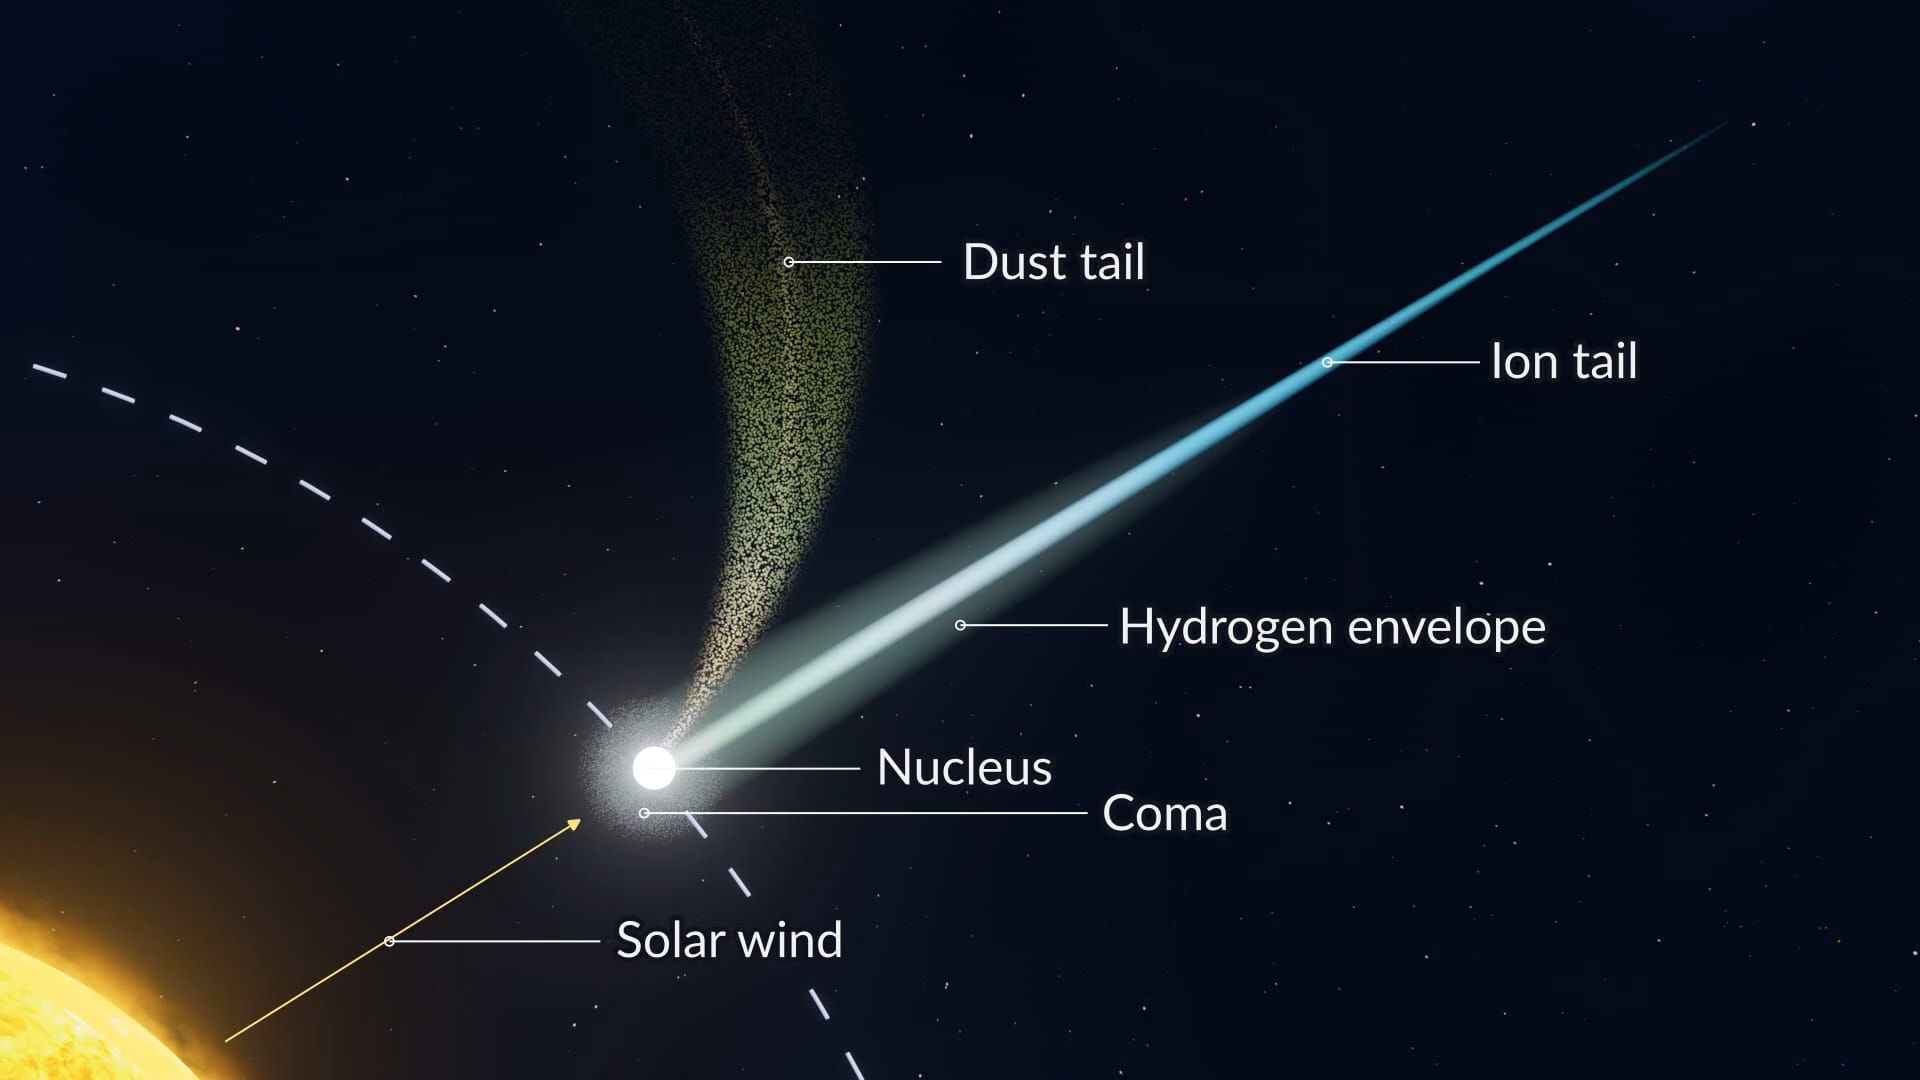 Dust tail
Ion tail
Hydrogen envelope
Nucleus
Coma
Solar wind